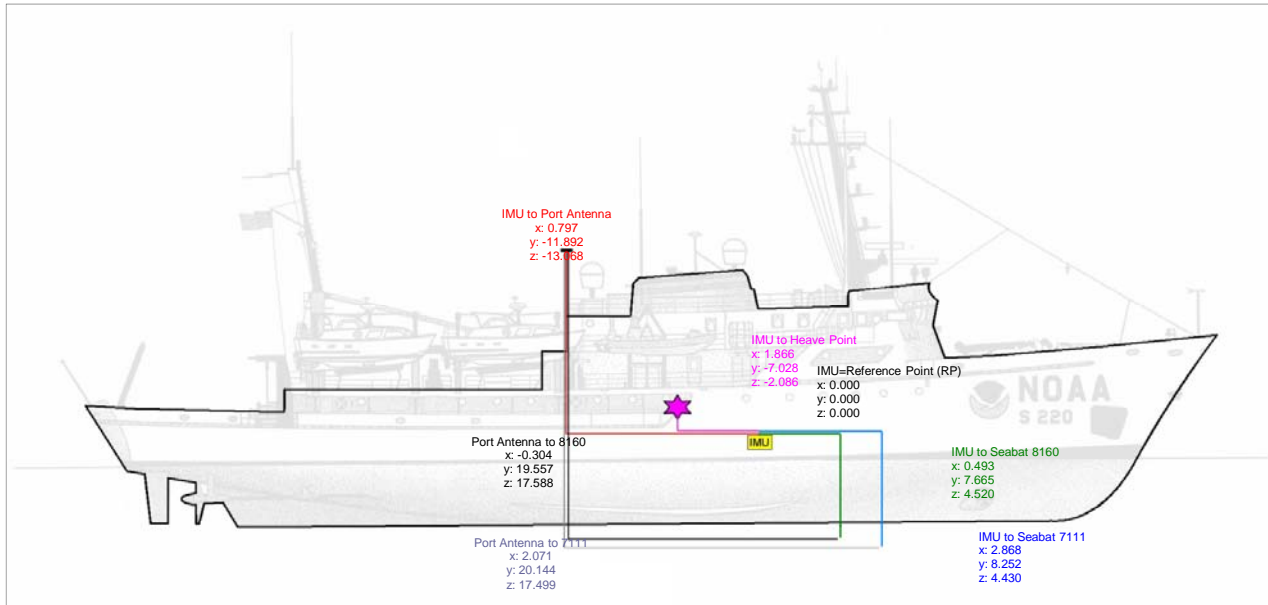 IMU to Port Antenna
x: 0.797
y: -11.892
z: -13.068
IMU to Heave Point
x: 1.866
y: -7.028
z: -2.086
IMU=Reference Point (RP)
x: 0.000
y: 0.000
z: 0.000
NOAA
S 220
IMU
Port Antenna to 8160
x: -0.304
y: 19.557
z: 17.588
IMU to Seabat 8160
x: 0.493
y: 7.665
z: 4.520
Port Antenna to 7111
x: 2.071
y: 20.144
z: 17.499
IMU to Seabat 7111
x: 2.868
y: 8.252
z: 4.430